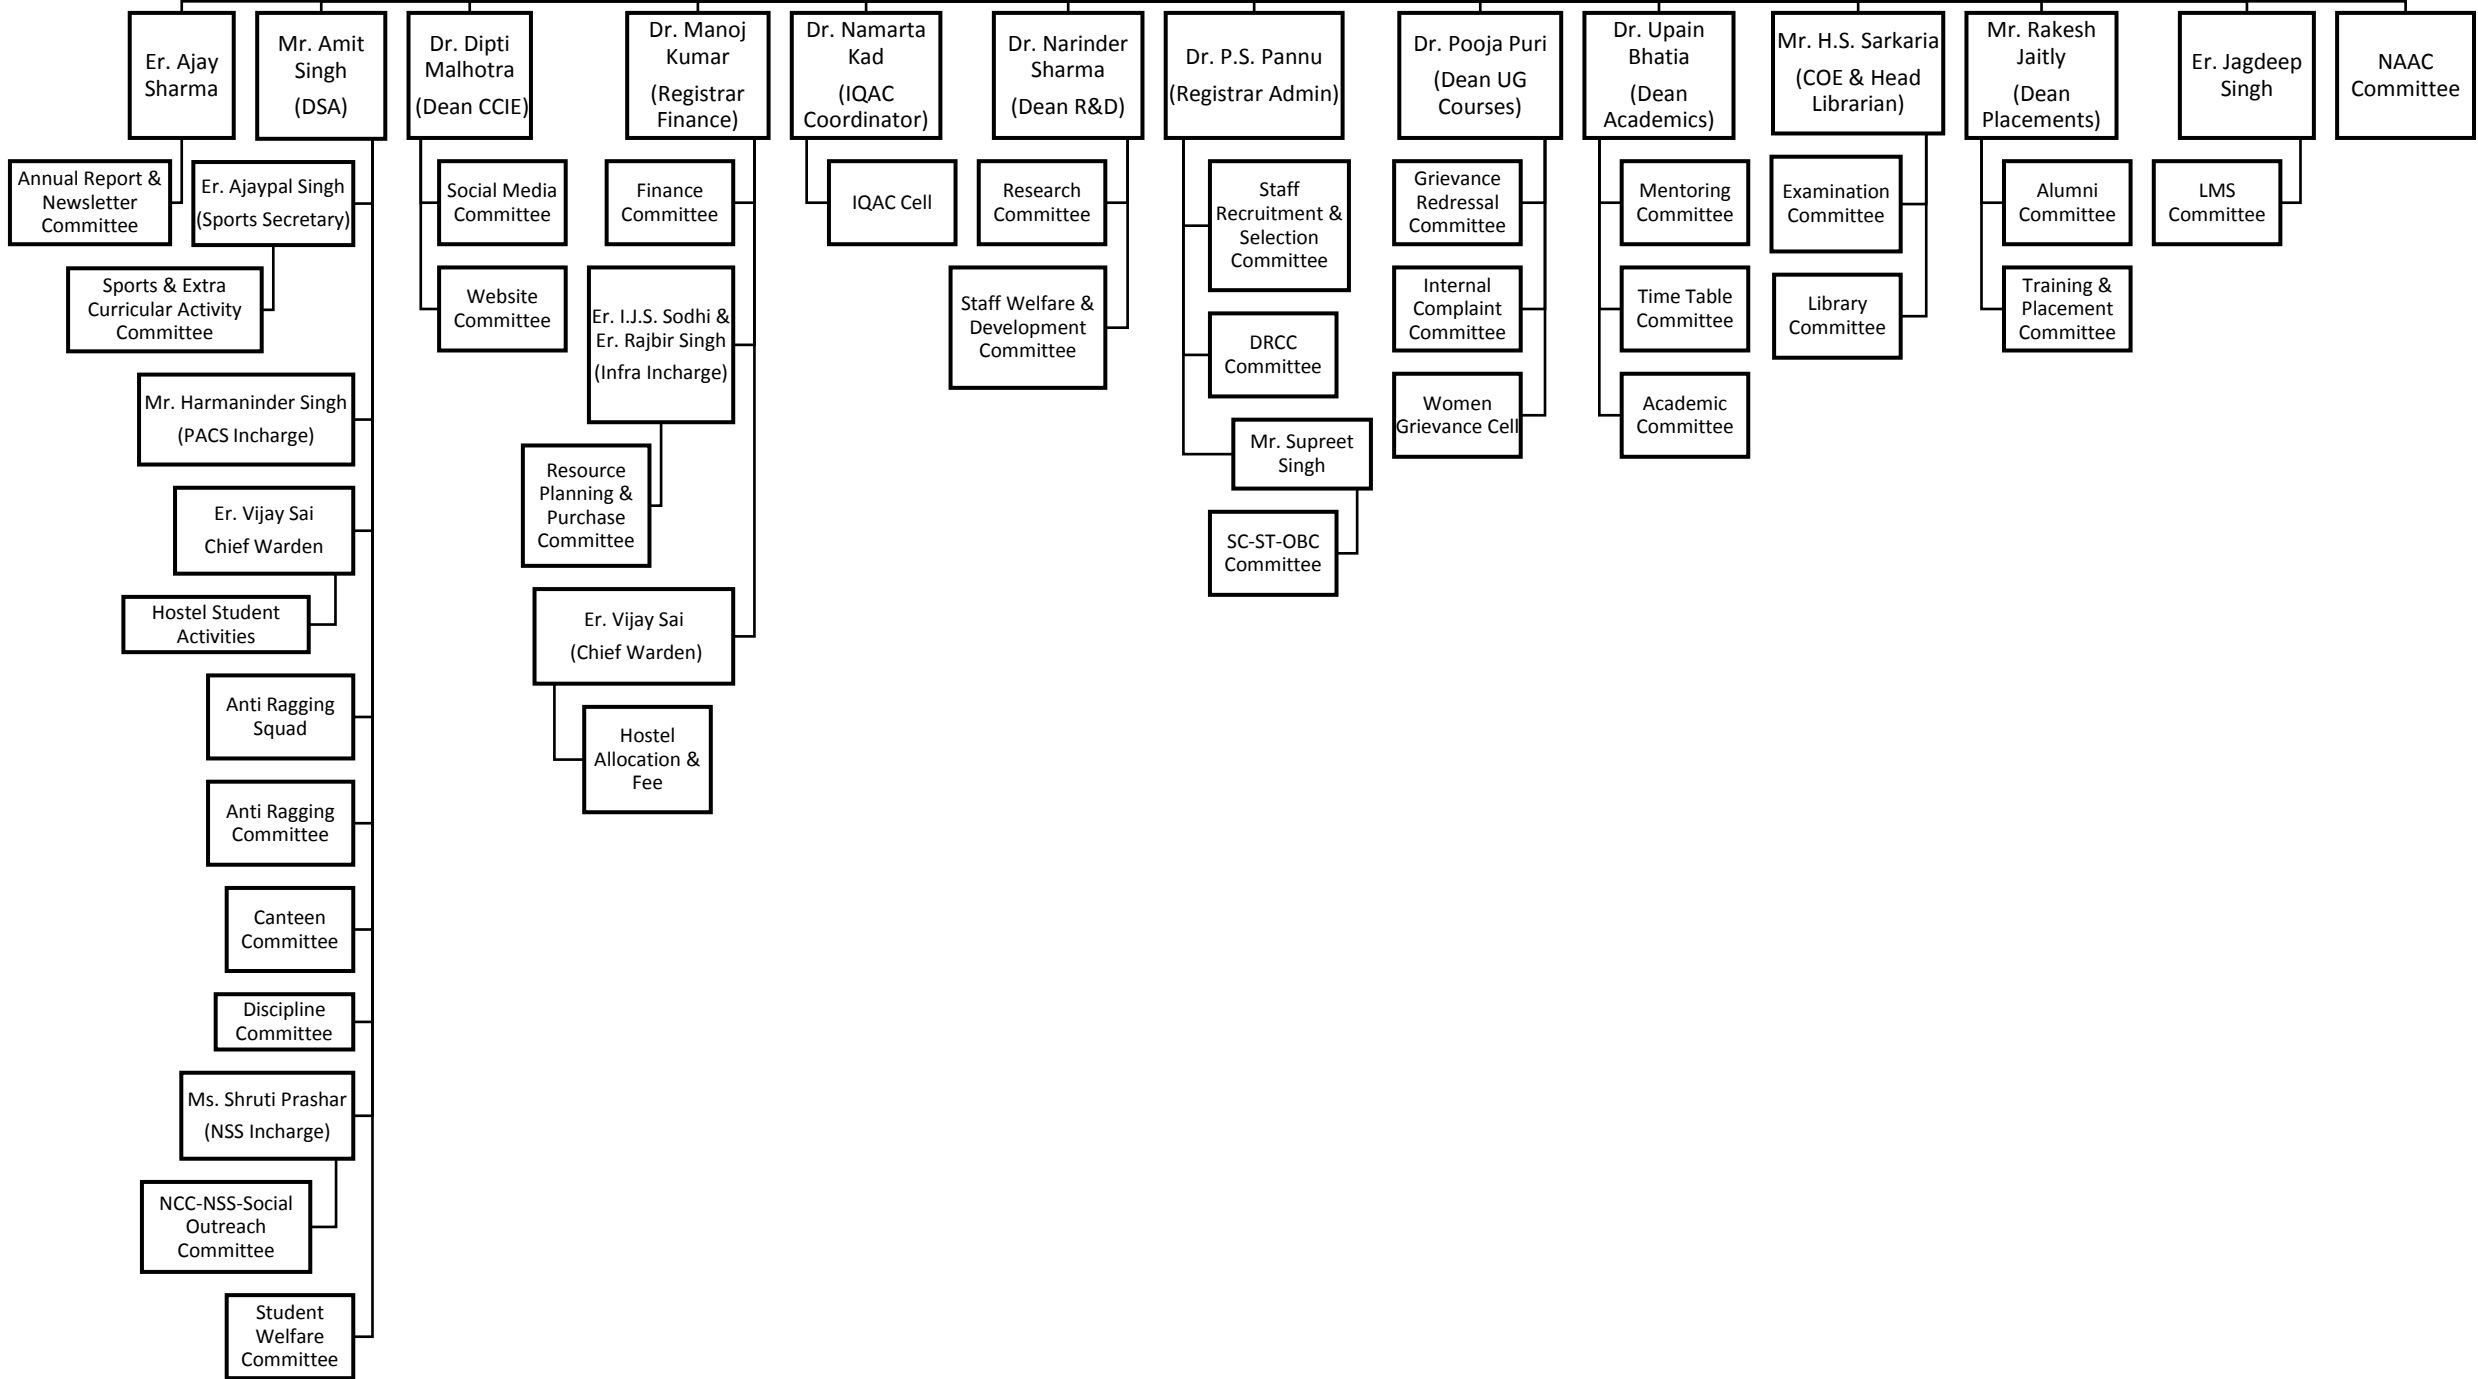 Er. Ajay
Sharma
Annual Report &
Newsletter
Committee
Mr. Amit
Singh
(DSA)
Er. Ajaypal Singh
(Sports Secretary)
Sports & Extra
Curricular Activity
Committee
Mr. Harmaninder Singh
(PACS Incharge)
Er. Vijay Sai
Chief Warden
Hostel Student
Activities
Anti Ragging
Squad
Anti Ragging
Committee
Canteen
Committee
Discipline
Committee
Ms. Shruti Prashar
(NSS Incharge)
NCC-NSS-Social
Outreach
Committee
Student
Welfare
Committee
Dr. Dipti
Malhotra
(Dean CCIE)
Social Media
Committee
Website
Committee
Dr. Manoj
Kumar
(Registrar
Finance)
Finance
Committee
Er. I.J.S. Sodhi &
Er. Rajbir Singh
(Infra Incharge)
Resource
Planning &
Purchase
Committee
Er. Vijay Sai
(Chief Warden)
Hostel
Allocation &
Fee
Dr. Namarta
Kad
(IQAC
Coordinator)
IQAC Cell
Dr. Narinder
Sharma
(Dean R&D)
Research
Committee
Staff Welfare &
Development
Committee
Dr. P.S. Pannu
(Registrar Admin)
Staff
Recruitment &
Selection
Committee
DRCC
Committee
Mr. Supreet
Singh
SC-ST-OBC
Committee
Dr. Pooja Puri
(Dean UG
Courses)
Grievance
Redressal
Committee
Internal
Complaint
Committee
Women
Grievance Cell
Dr. Upain
Bhatia
(Dean
Academics)
Mentoring
Committee
Time Table
Committee
Academic
Committee
Mr. H.S. Sarkaria
(COE & Head
Librarian)
Examination
Committee
Library
Committee
Mr. Rakesh
Jaitly
(Dean
Placements)
Alumni
Committee
Training &
Placement
Committee
Er. Jagdeep
Singh
LMS
Committee
NAAC
Committee